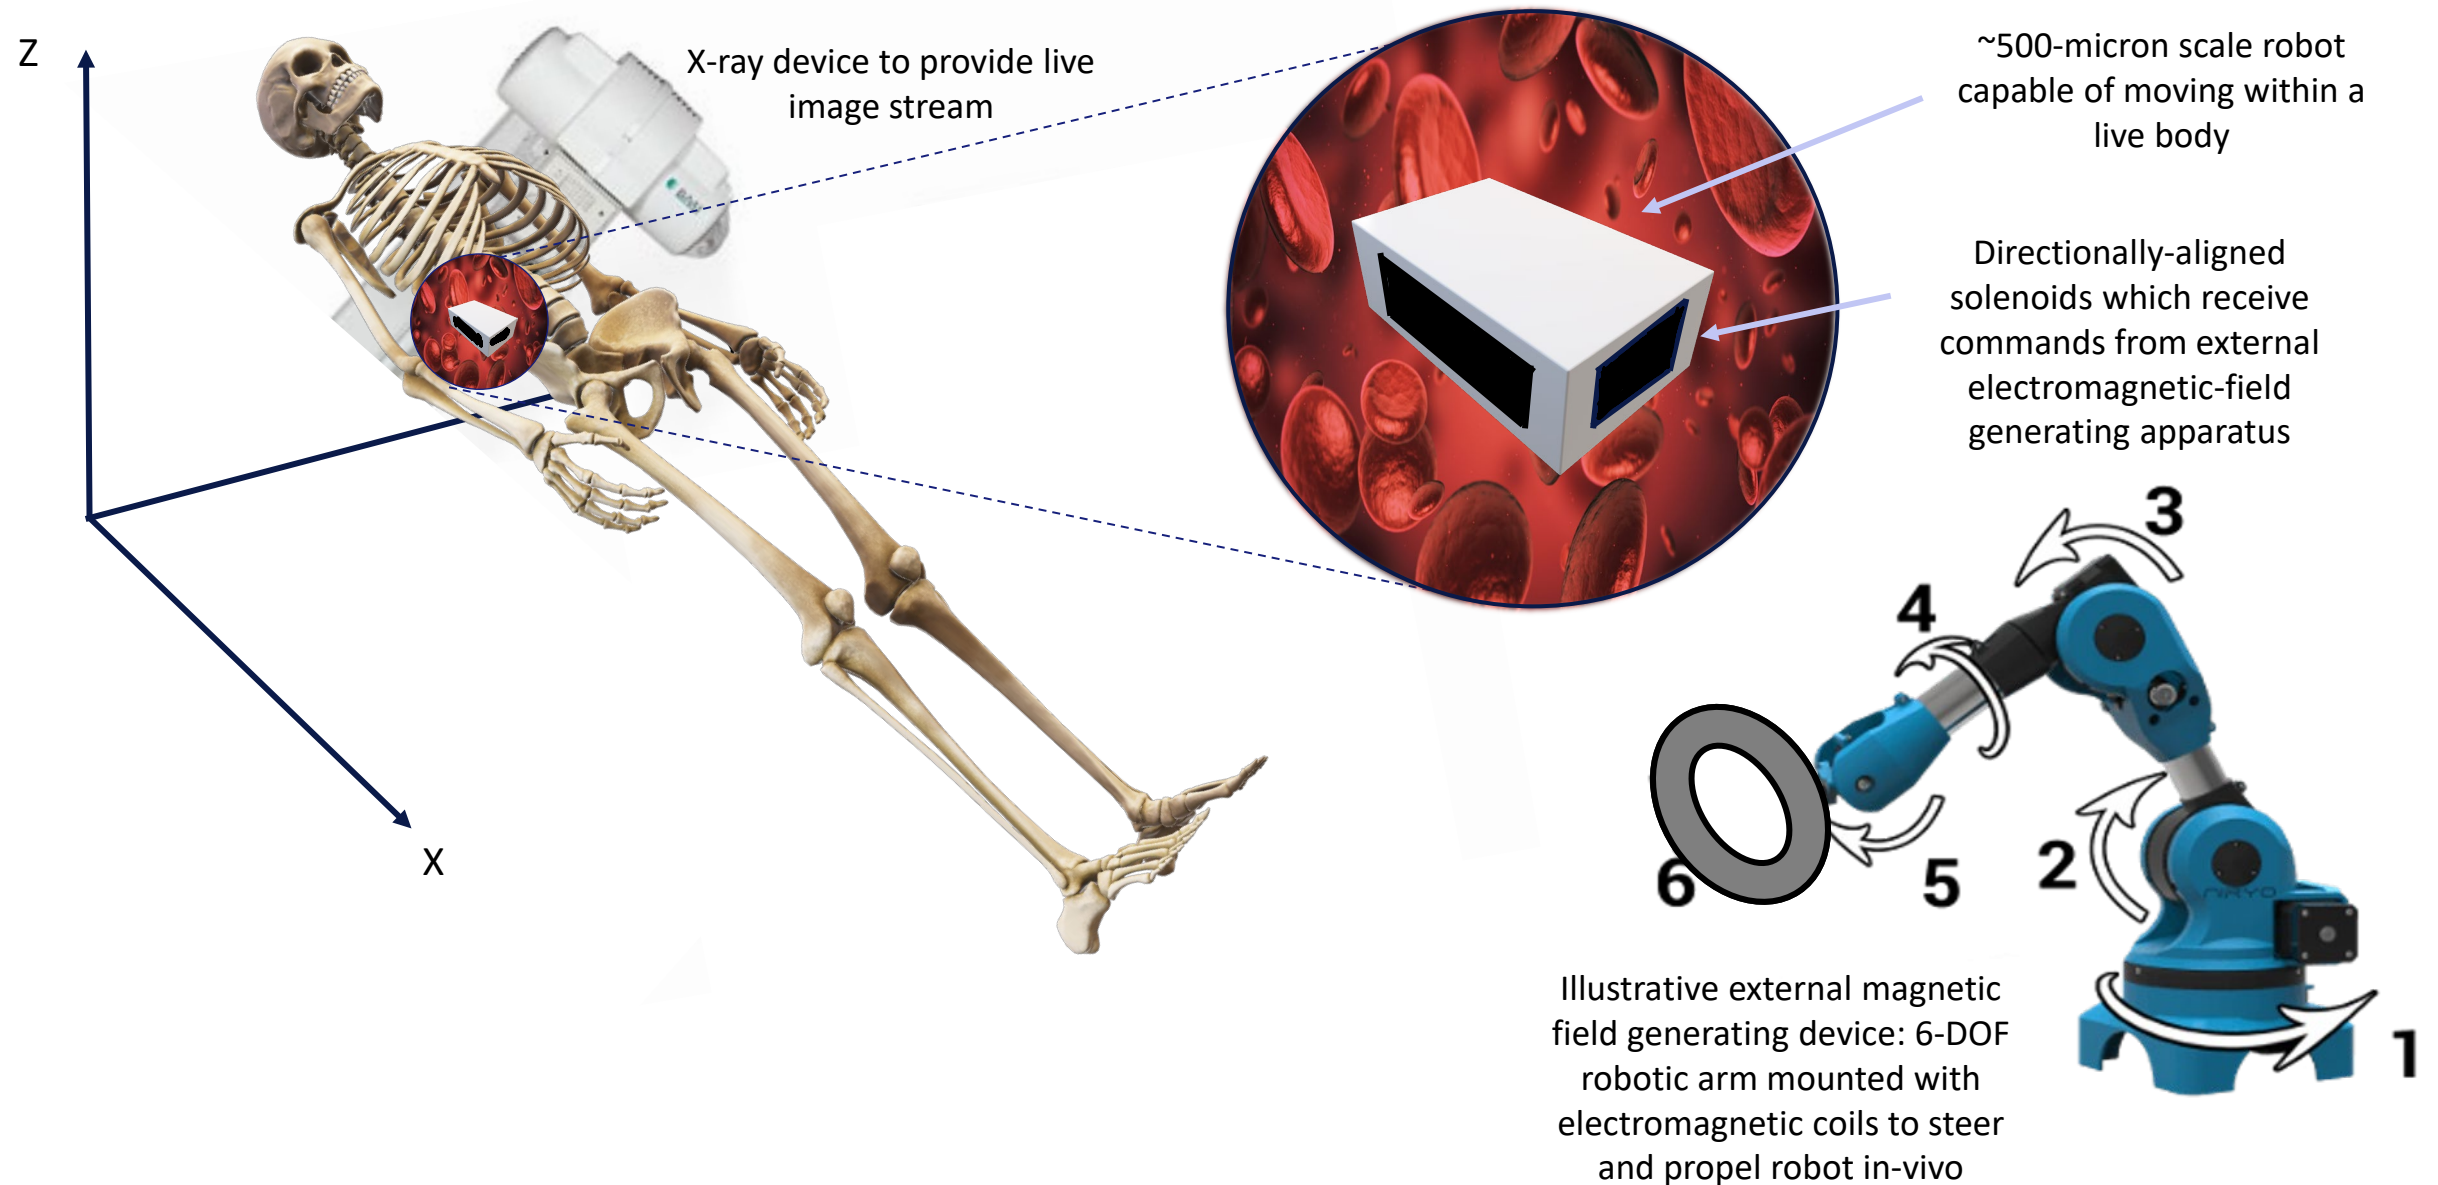 Z
X-ray device to provide live
image stream
~500-micron scale robot
capable of moving within a
live body
Directionally-aligned
solenoids which receive
commands from external
electromagnetic-field
generating apparatus
X
3
4
2
5
6
1
NIRYO
Illustrative external magnetic
field generating device: 6-DOF
robotic arm mounted with
electromagnetic coils to steer
and propel robot in-vivo